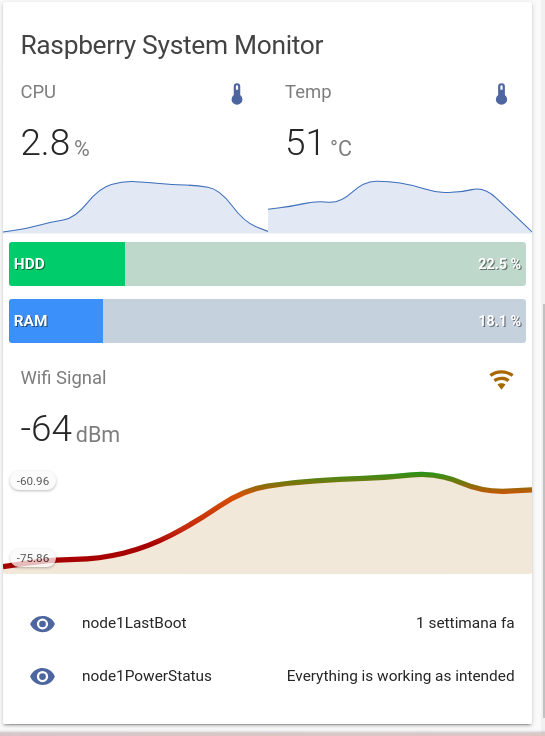 Raspberry System Monitor
CPU
Temp
2.8 %
51 °C
HDD 22.5 %
RAM 18.1 %
Wifi Signal
-64 dBm
-60.96
-75.86
node1LastBoot 1 settimana fa
node1PowerStatus Everything is working as intended